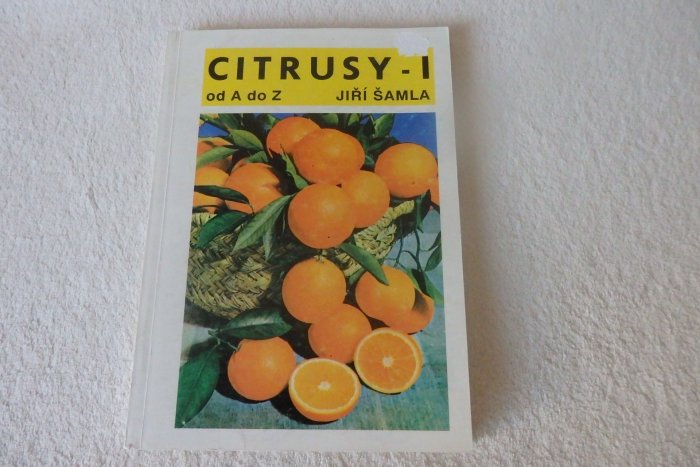 CITRUSY - I
od A do Z JIŘÍ ŠAMLA